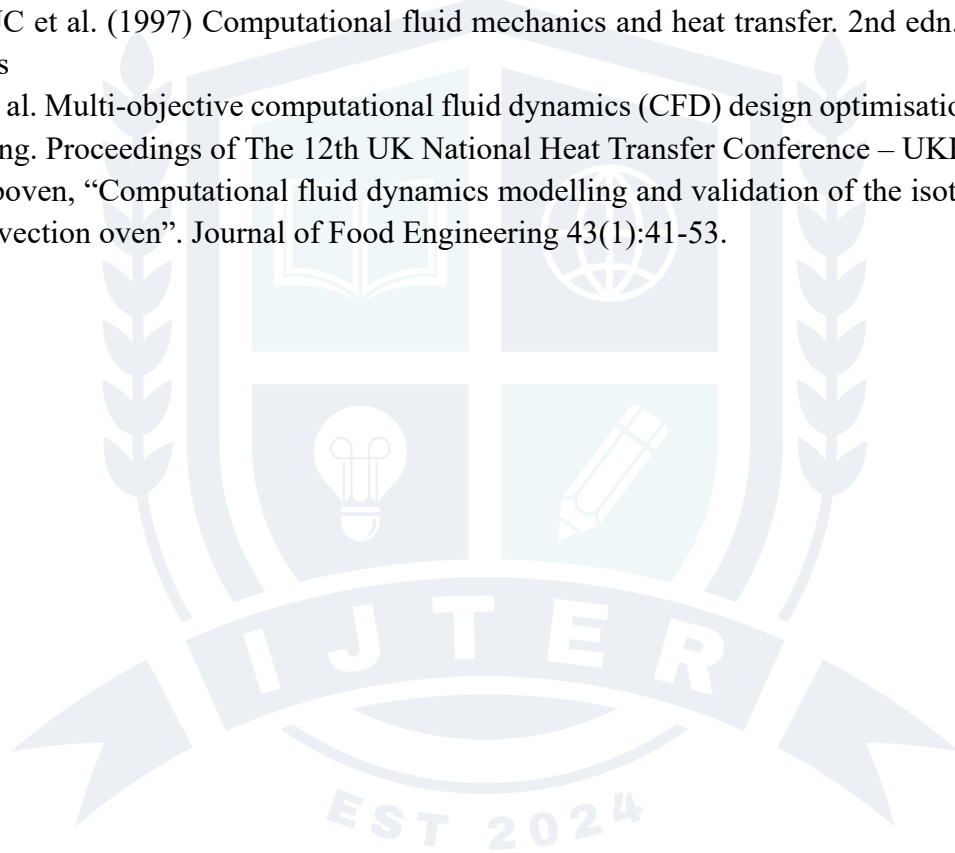 JC et al. (1997) Computational fluid mechanics and heat transfer. 2nd edn.
s
al. Multi-objective computational fluid dynamics (CFD) design optimisatio
ng. Proceedings of The 12th UK National Heat Transfer Conference – UK
oven, “Computational fluid dynamics modelling and validation of the isot
vection oven”. Journal of Food Engineering 43(1):41-53.
IJTER
EST 2024